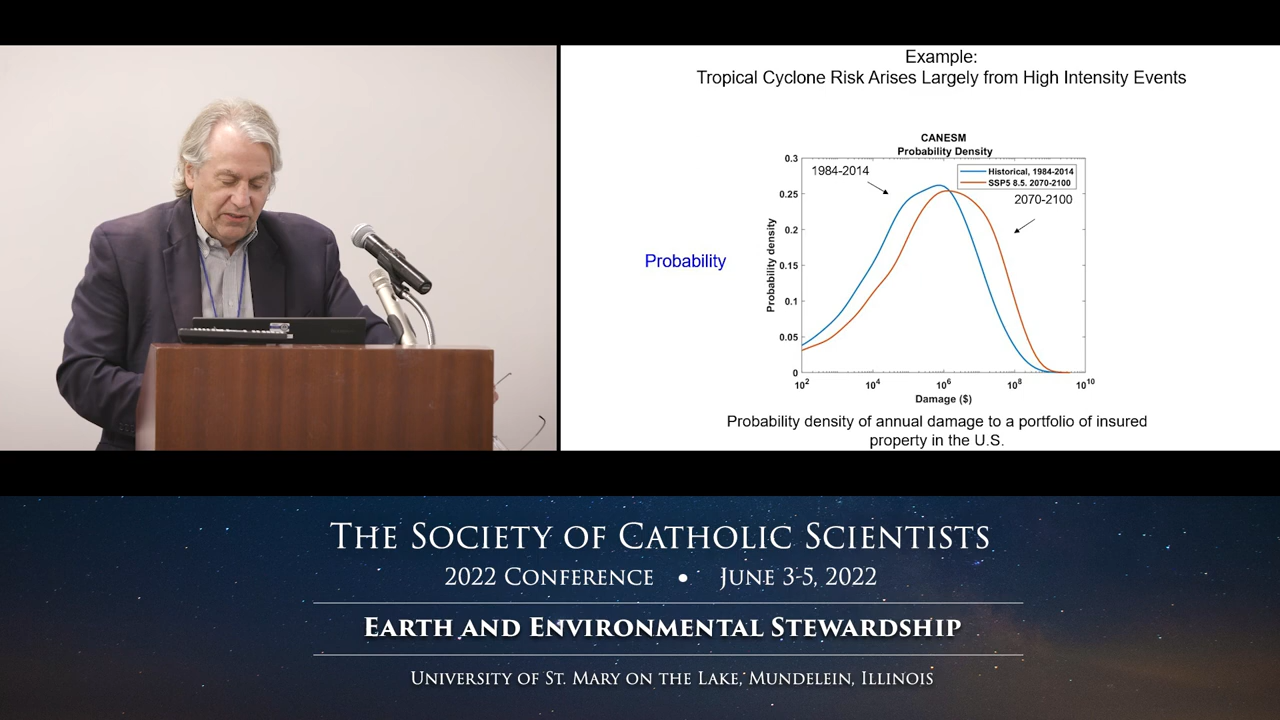 Example:
Tropical Cyclone Risk Arises Largely from High Intensity Events
CANESM
Probability Density
0.3
0.25
0.2
0.15
0.1
0.05
0
Probability density
Probability
1984-2014
Historical, 1984-2014
SSP5 8.5. 2070-2100
2070-2100
10² 10⁴ 10⁶ 10⁸ 10¹⁰
Damage ($)
Probability density of annual damage to a portfolio of insured
property in the U.S.
THE SOCIETY OF CATHOLIC SCIENTISTS
2022 CONFERENCE • JUNE 3-5, 2022
EARTH AND ENVIRONMENTAL STEWARDSHIP
UNIVERSITY OF ST. MARY ON THE LAKE, MUNDELEIN, ILLINOIS